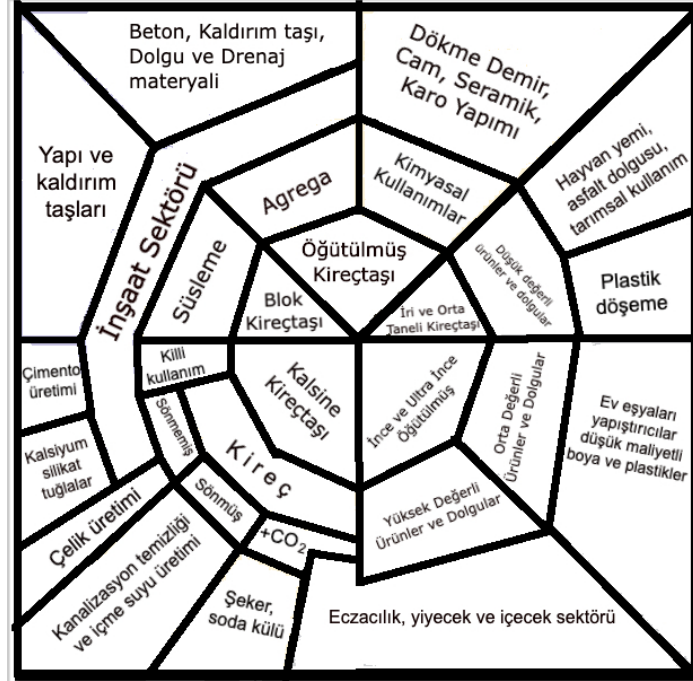 Beton, Kaldırım taşı,
Dolgu ve Drenaj
materyali
Dökme Demir,
Cam, Seramik,
Karo Yapımı
Yapı ve
kaldırım
taşları
Hayvan yemi,
asfalt dolgusu,
tarımsal kullanım
İnşaat Sektörü
Agrega
Kimyasal
Kullanımlar
Süsleme
Öğütülmüş
Kireçtaşı
Düşük değerli
ürünler ve dolgular
Plastik
döşeme
Blok
Kireçtaşı
İri ve Orta
Taneli Kireçtaşı
Çimento
üretimi
Killi
kullanım
Kalsine
Kireçtaşı
İnce ve Ultra İnce
Öğütülmüş
Orta Değerli
Ürünler ve Dolgular
Ev eşyaları
yapıştırıcılar
düşük maliyetli
boya ve plastikler
Kalsiyum
silikat
tuğlalar
Sönmemiş
Kireç
Çelik üretimi
Sönmüş
+CO2
Yüksek Değerli
Ürünler ve Dolgular
Kanalizasyon temizliği
ve içme suyu üretimi
Şeker,
soda külü
Eczacılık, yiyecek ve içecek sektörü